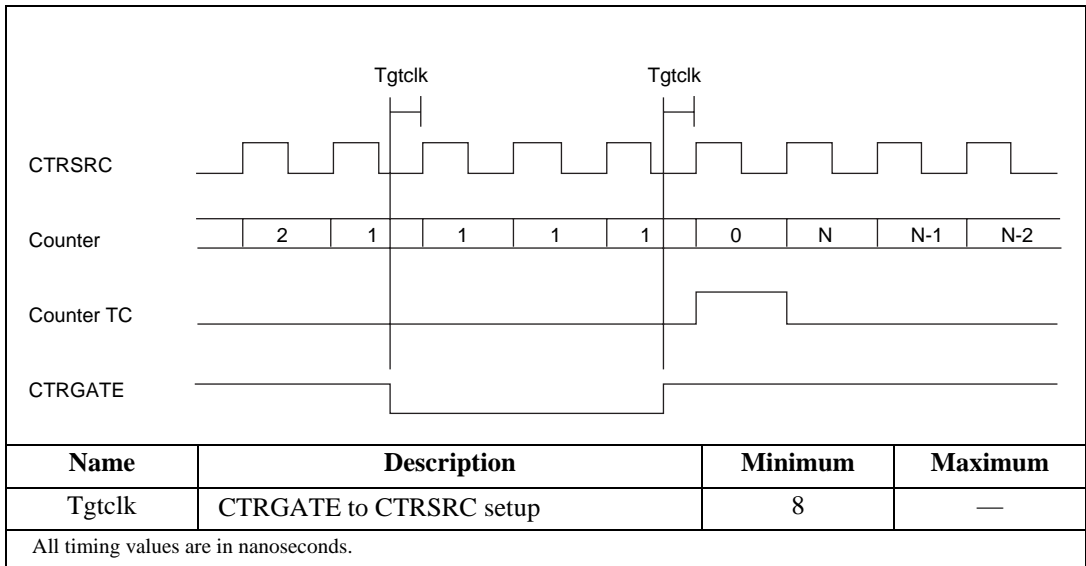 Tgtclk Tgtclk
CTRSRC
Counter 2 1 1 1 1 0 N N-1 N-2
Counter TC
CTRGATE
Name Description Minimum Maximum
Tgtclk CTRGATE to CTRSRC setup 8 —
All timing values are in nanoseconds.